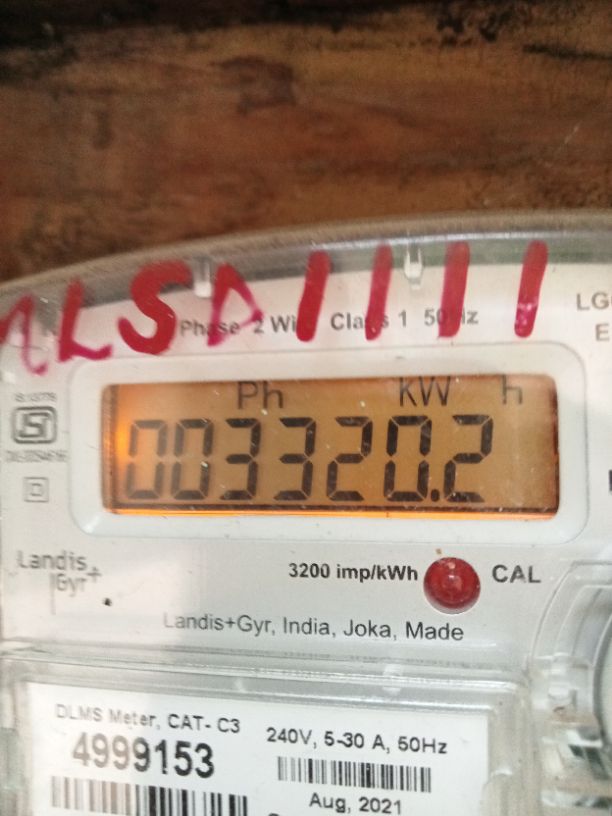 MLSD1111
Phase 2 Wi Class 1 50Hz
LG
E
Ph kW h
003320.2
Landis
Gyr+
3200 imp/kWh CAL
Landis+Gyr, India, Joka, Made
DLMS Meter, CAT- C3
4999153
240V, 5-30 A, 50Hz
Aug, 2021